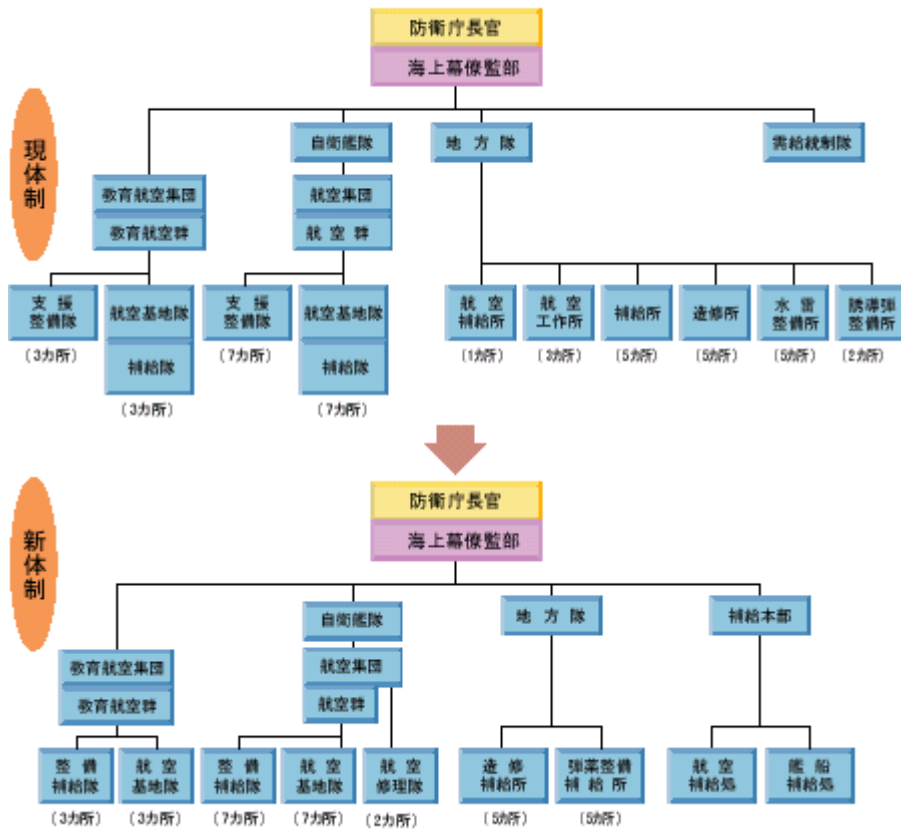 防衛庁長官
海上幕僚監部
現体制
自衛艦隊
地方隊
需給統制隊
教育航空集団
航空集団
教育航空群
航空群
支援
整備隊
航空基地隊
支援
整備隊
航空基地隊
航空
補給所
航空
工作所
補給所
造修所
水雷
整備所
誘導弾
整備所
(3カ所)
補給隊
(7カ所)
補給隊
(1カ所)
(3カ所)
(5カ所)
(5カ所)
(5カ所)
(2カ所)
(3カ所)
(7カ所)
防衛庁長官
海上幕僚監部
新体制
自衛艦隊
地方隊
補給本部
教育航空集団
航空集団
教育航空群
航空群
整備
補給隊
航空
基地隊
整備
補給隊
航空
基地隊
航空
修理隊
造修
補給所
弾薬整備
補給所
航空
補給処
艦船
補給処
(3カ所)
(3カ所)
(7カ所)
(7カ所)
(2カ所)
(5カ所)
(5カ所)